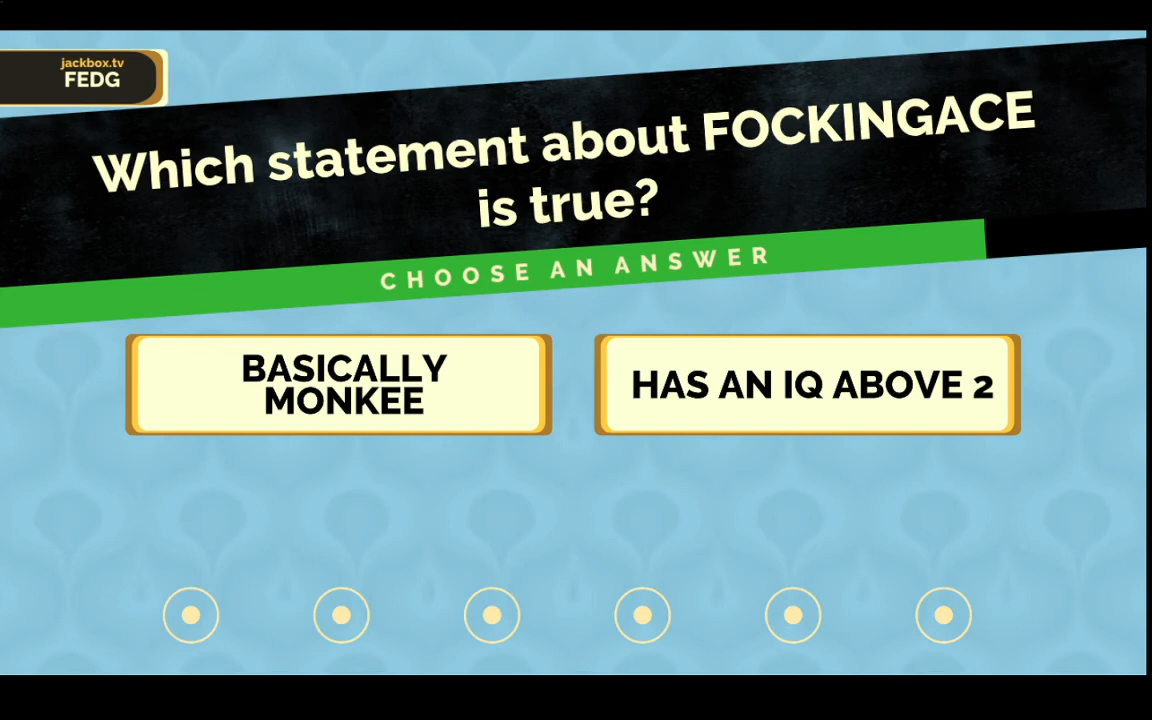 jackbox.tv
FEDG
Which statement about FOCKINGACE
is true?
CHOOSE AN ANSWER
BASICALLY
MONKEE
HAS AN IQ ABOVE 2